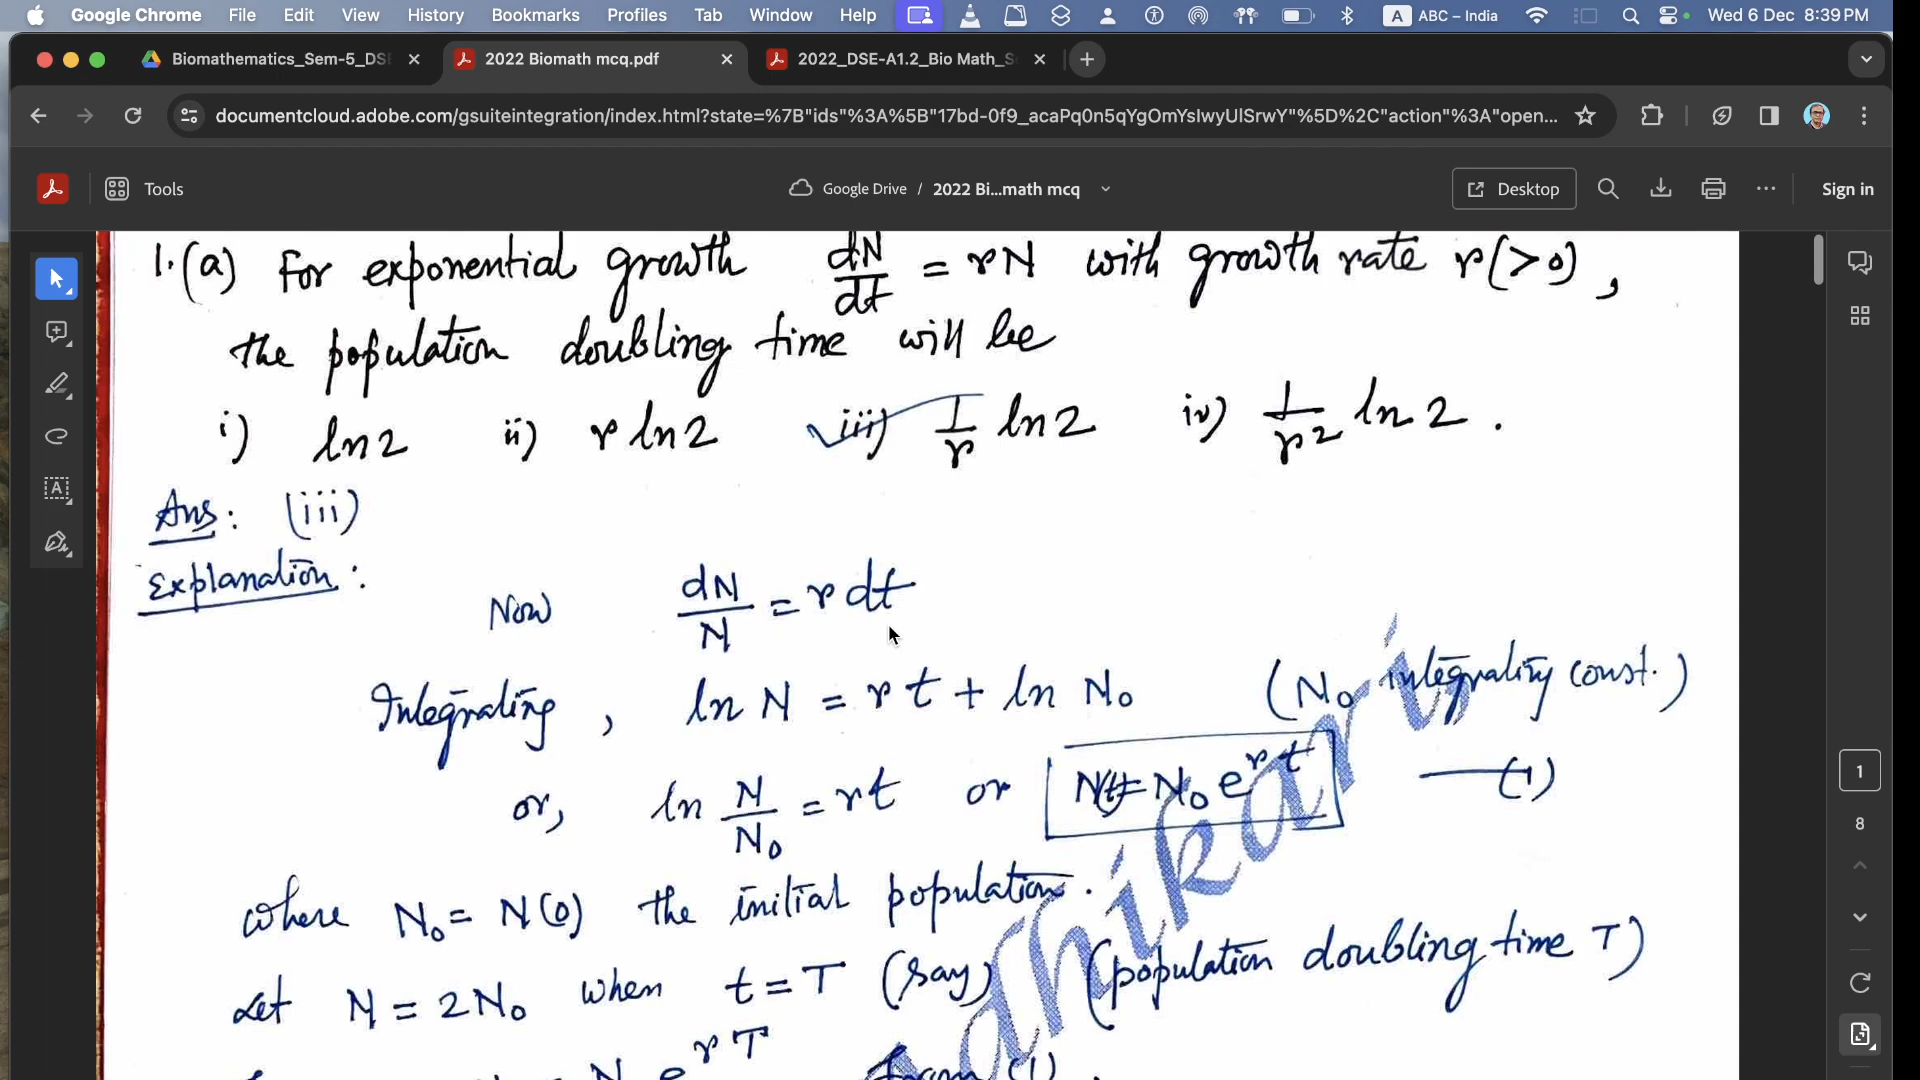 Google Chrome File Edit View History Bookmarks Profiles Tab Window Help A ABC – India Wed 6 Dec 8:39 PM
Biomathematics_Sem-5_DS 2022 Biomath mcq.pdf 2022_DSE-A1.2_Bio Math_S
documentcloud.adobe.com/gsuiteintegration/index.html?state=%7B"ids"%3A%5B"17bd-0f9_acaPq0n5qYgOmYsIwyUlSrwY"%5D%2C"action"%3A"open...
Tools Google Drive / 2022 Bi...math mcq Desktop Sign in
1.(a) For exponential growth dN/dt = rN with growth rate r(>0),
the population doubling time will be
i) ln2 ii) r ln2 iii) 1/r ln2 iv) 1/r² ln2.
Ans: (iii)
Explanation:
Now dN/N = r dt
Integrating, ln N = rt + ln N₀ (N₀ integrating const.)
or, ln N/N₀ = rt or N(t) = N₀ e^{rt} —(1)
where N₀ = N(0) the initial population.
Let N = 2N₀ when t = T (say) (population doubling time T)
N e^{rT} from (1).
1
8